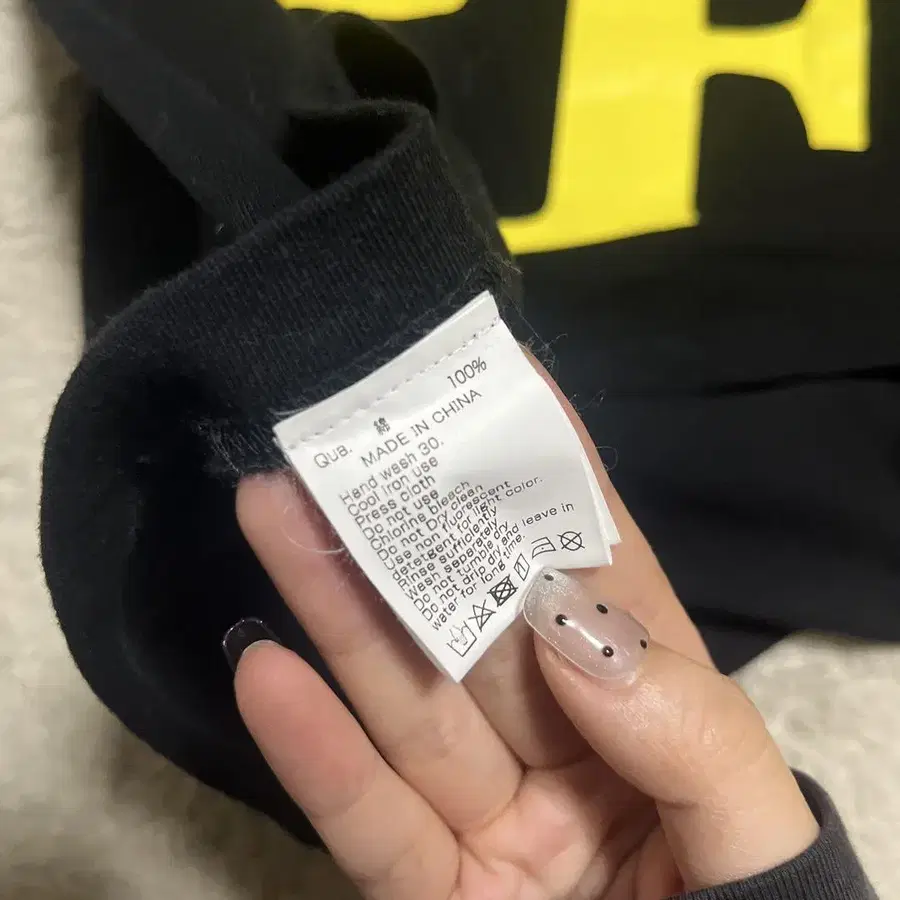 F
Qua. 綿 100%
MADE IN CHINA
Hand wash 30.
Cool iron use
Press cloth
Do not use
Chlorine bleach
Do not Dry clean
Use non fluorescent
detetgent for light color.
Rinse sufficiently
Wash separately
Do not tumble dry
Do not drip dry and leave in
water for long time.